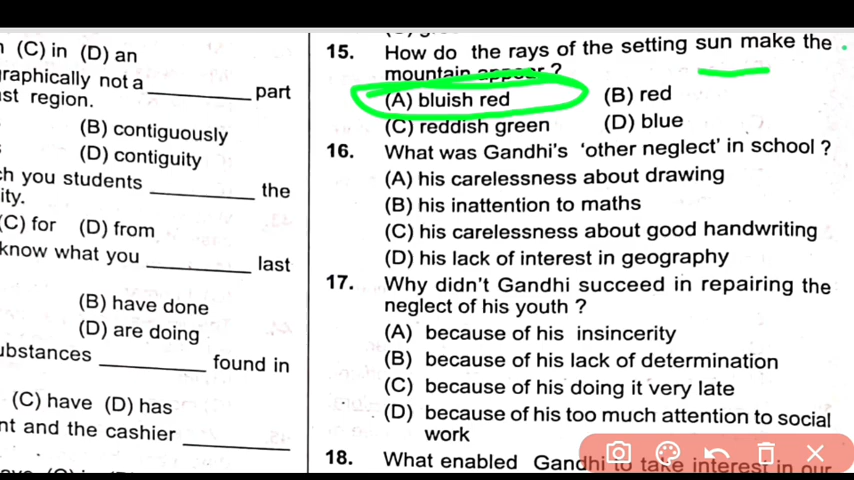 n (C) in (D) an
raphically not a ________ part
ast region.
(B) contiguously
(D) contiguity
ch you students ________ the
ity.
(C) for (D) from
know what you ________ last
(B) have done
(D) are doing
ubstances ________ found in
(C) have (D) has
nt and the cashier ________
15. How do the rays of the setting sun make the
mountain appear ?
(A) bluish red (B) red
(C) reddish green (D) blue
16. What was Gandhi's 'other neglect' in school ?
(A) his carelessness about drawing
(B) his inattention to maths
(C) his carelessness about good handwriting
(D) his lack of interest in geography
17. Why didn't Gandhi succeed in repairing the
neglect of his youth ?
(A) because of his insincerity
(B) because of his lack of determination
(C) because of his doing it very late
(D) because of his too much attention to social
work
18. What enabled Gandhi to take interest in our